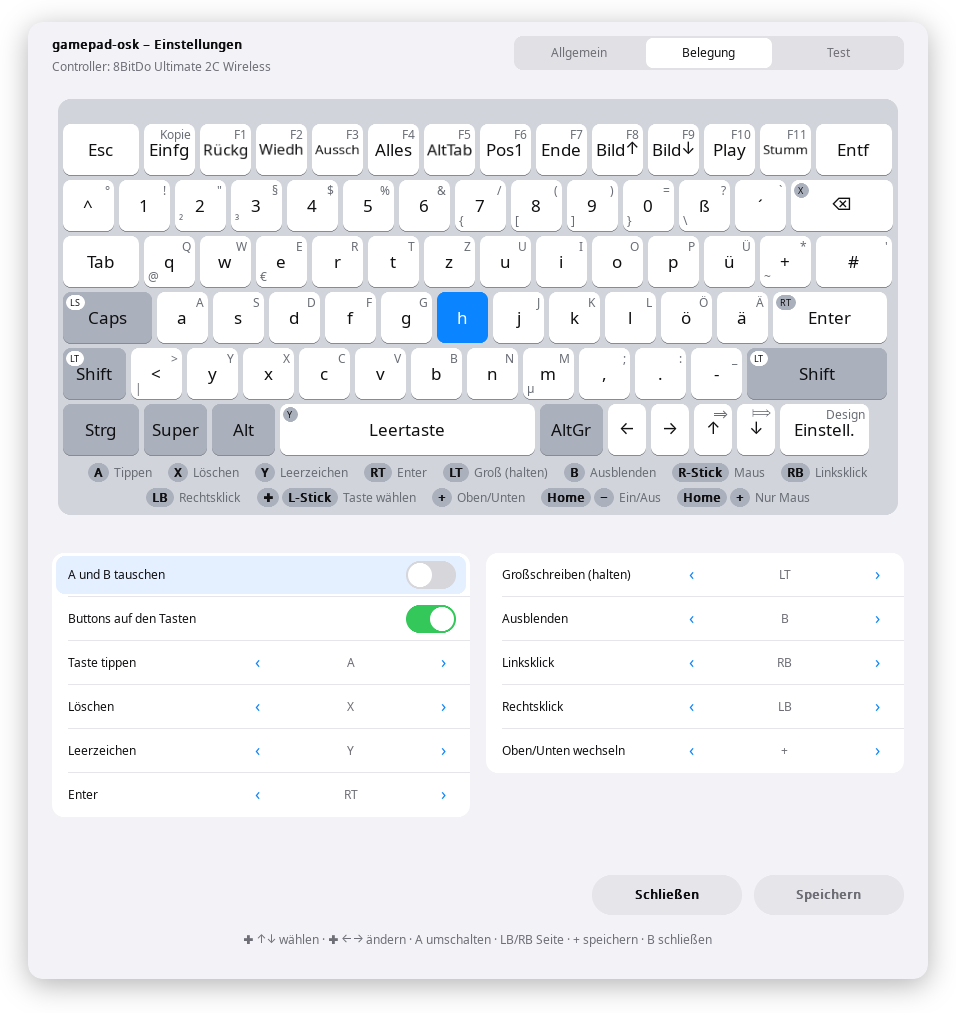 gamepad-osk – Einstellungen
Controller: 8BitDo Ultimate 2C Wireless
Allgemein Belegung Test
Kopie F1 F2 F3 F4 F5 F6 F7 F8 F9 F10 F11
Esc Einfg Rückg Wiedh Aussch Alles AltTab Pos1 Ende Bild↑ Bild↓ Play Stumm Entf
° ! " § $ % & / ( ) = ? ` X
^ 1 2 3 4 5 6 7 8 9 0 ß ´ ⌫
² ³ { [ ] } \
Q W E R T Z U I O P Ü * '
Tab q w e r t z u i o p ü + #
@ € ~
LS A S D F G J K L Ö Ä RT
Caps a s d f g h j k l ö ä Enter
LT > Y X C V B N M ; : _ LT
Shift < y x c v b n m , . - Shift
| µ
Y ⇒ ⟾ Design
Strg Super Alt Leertaste AltGr ← → ↑ ↓ Einstell.
A Tippen X Löschen Y Leerzeichen RT Enter LT Groß (halten) B Ausblenden R-Stick Maus RB Linksklick
LB Rechtsklick ✚ L-Stick Taste wählen + Oben/Unten Home − Ein/Aus Home + Nur Maus
A und B tauschen
Buttons auf den Tasten
Taste tippen ‹ A ›
Löschen ‹ X ›
Leerzeichen ‹ Y ›
Enter ‹ RT ›
Großschreiben (halten) ‹ LT ›
Ausblenden ‹ B ›
Linksklick ‹ RB ›
Rechtsklick ‹ LB ›
Oben/Unten wechseln ‹ + ›
Schließen Speichern
✚ ↑↓ wählen · ✚ ←→ ändern · A umschalten · LB/RB Seite · + speichern · B schließen